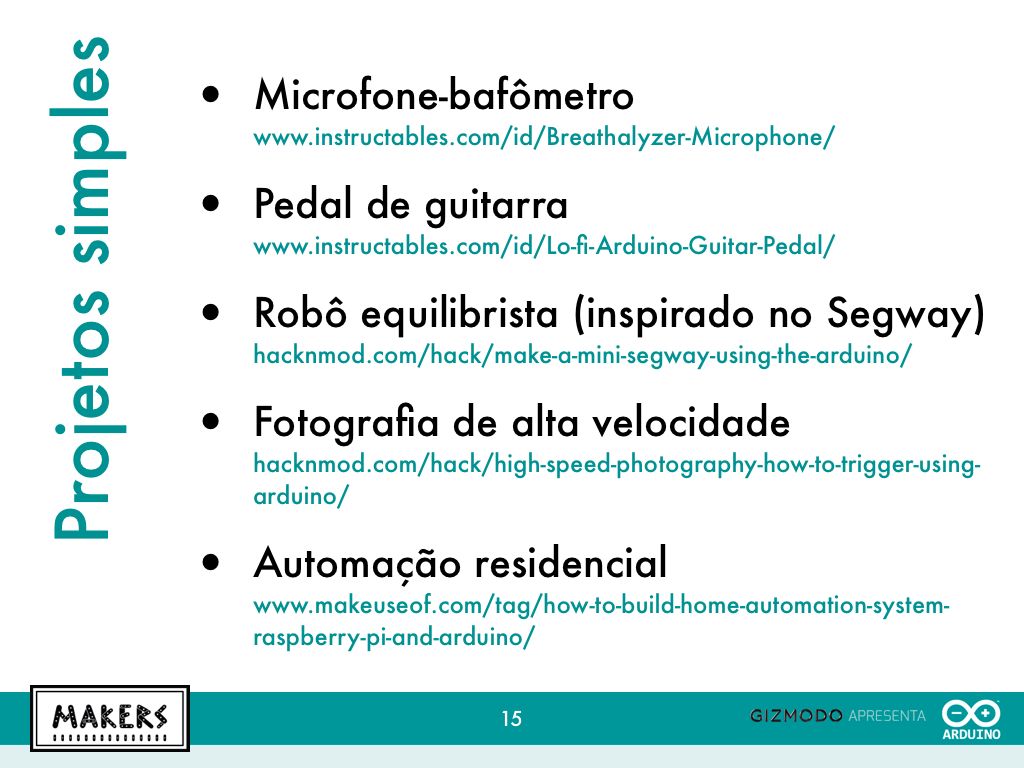 Projetos simples
• Microfone-bafômetro
www.instructables.com/id/Breathalyzer-Microphone/
• Pedal de guitarra
www.instructables.com/id/Lo-fi-Arduino-Guitar-Pedal/
• Robô equilibrista (inspirado no Segway)
hacknmod.com/hack/make-a-mini-segway-using-the-arduino/
• Fotografia de alta velocidade
hacknmod.com/hack/high-speed-photography-how-to-trigger-using-
arduino/
• Automação residencial
www.makeuseof.com/tag/how-to-build-home-automation-system-
raspberry-pi-and-arduino/
MAKERS
15
GIZMODO APRESENTA
ARDUINO